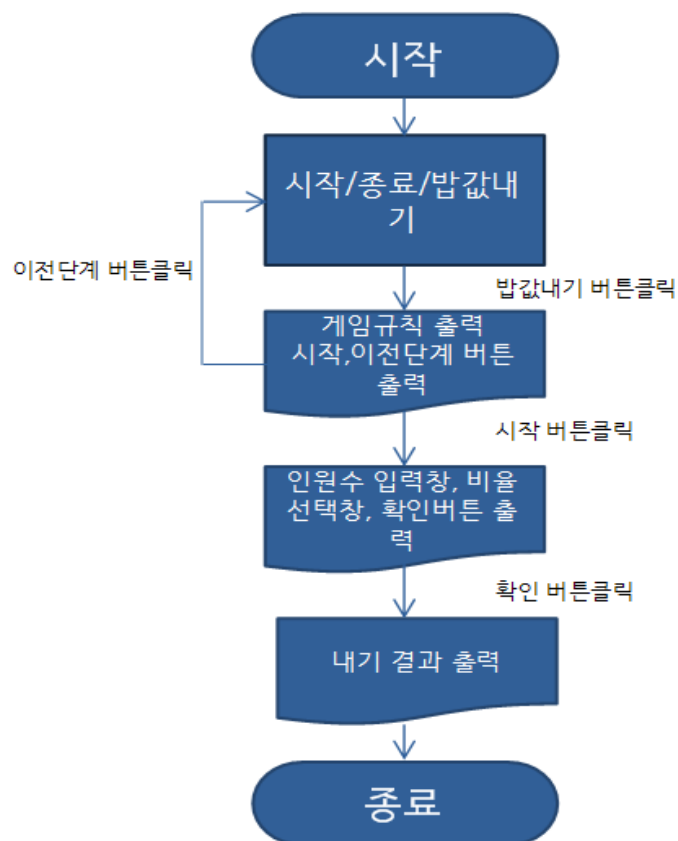 시작
시작/종료/밥값내
기
이전단계 버튼클릭
밥값내기 버튼클릭
게임규칙 출력
시작,이전단계 버튼
출력
시작 버튼클릭
인원수 입력창, 비율
선택창, 확인버튼 출
력
확인 버튼클릭
내기 결과 출력
종료